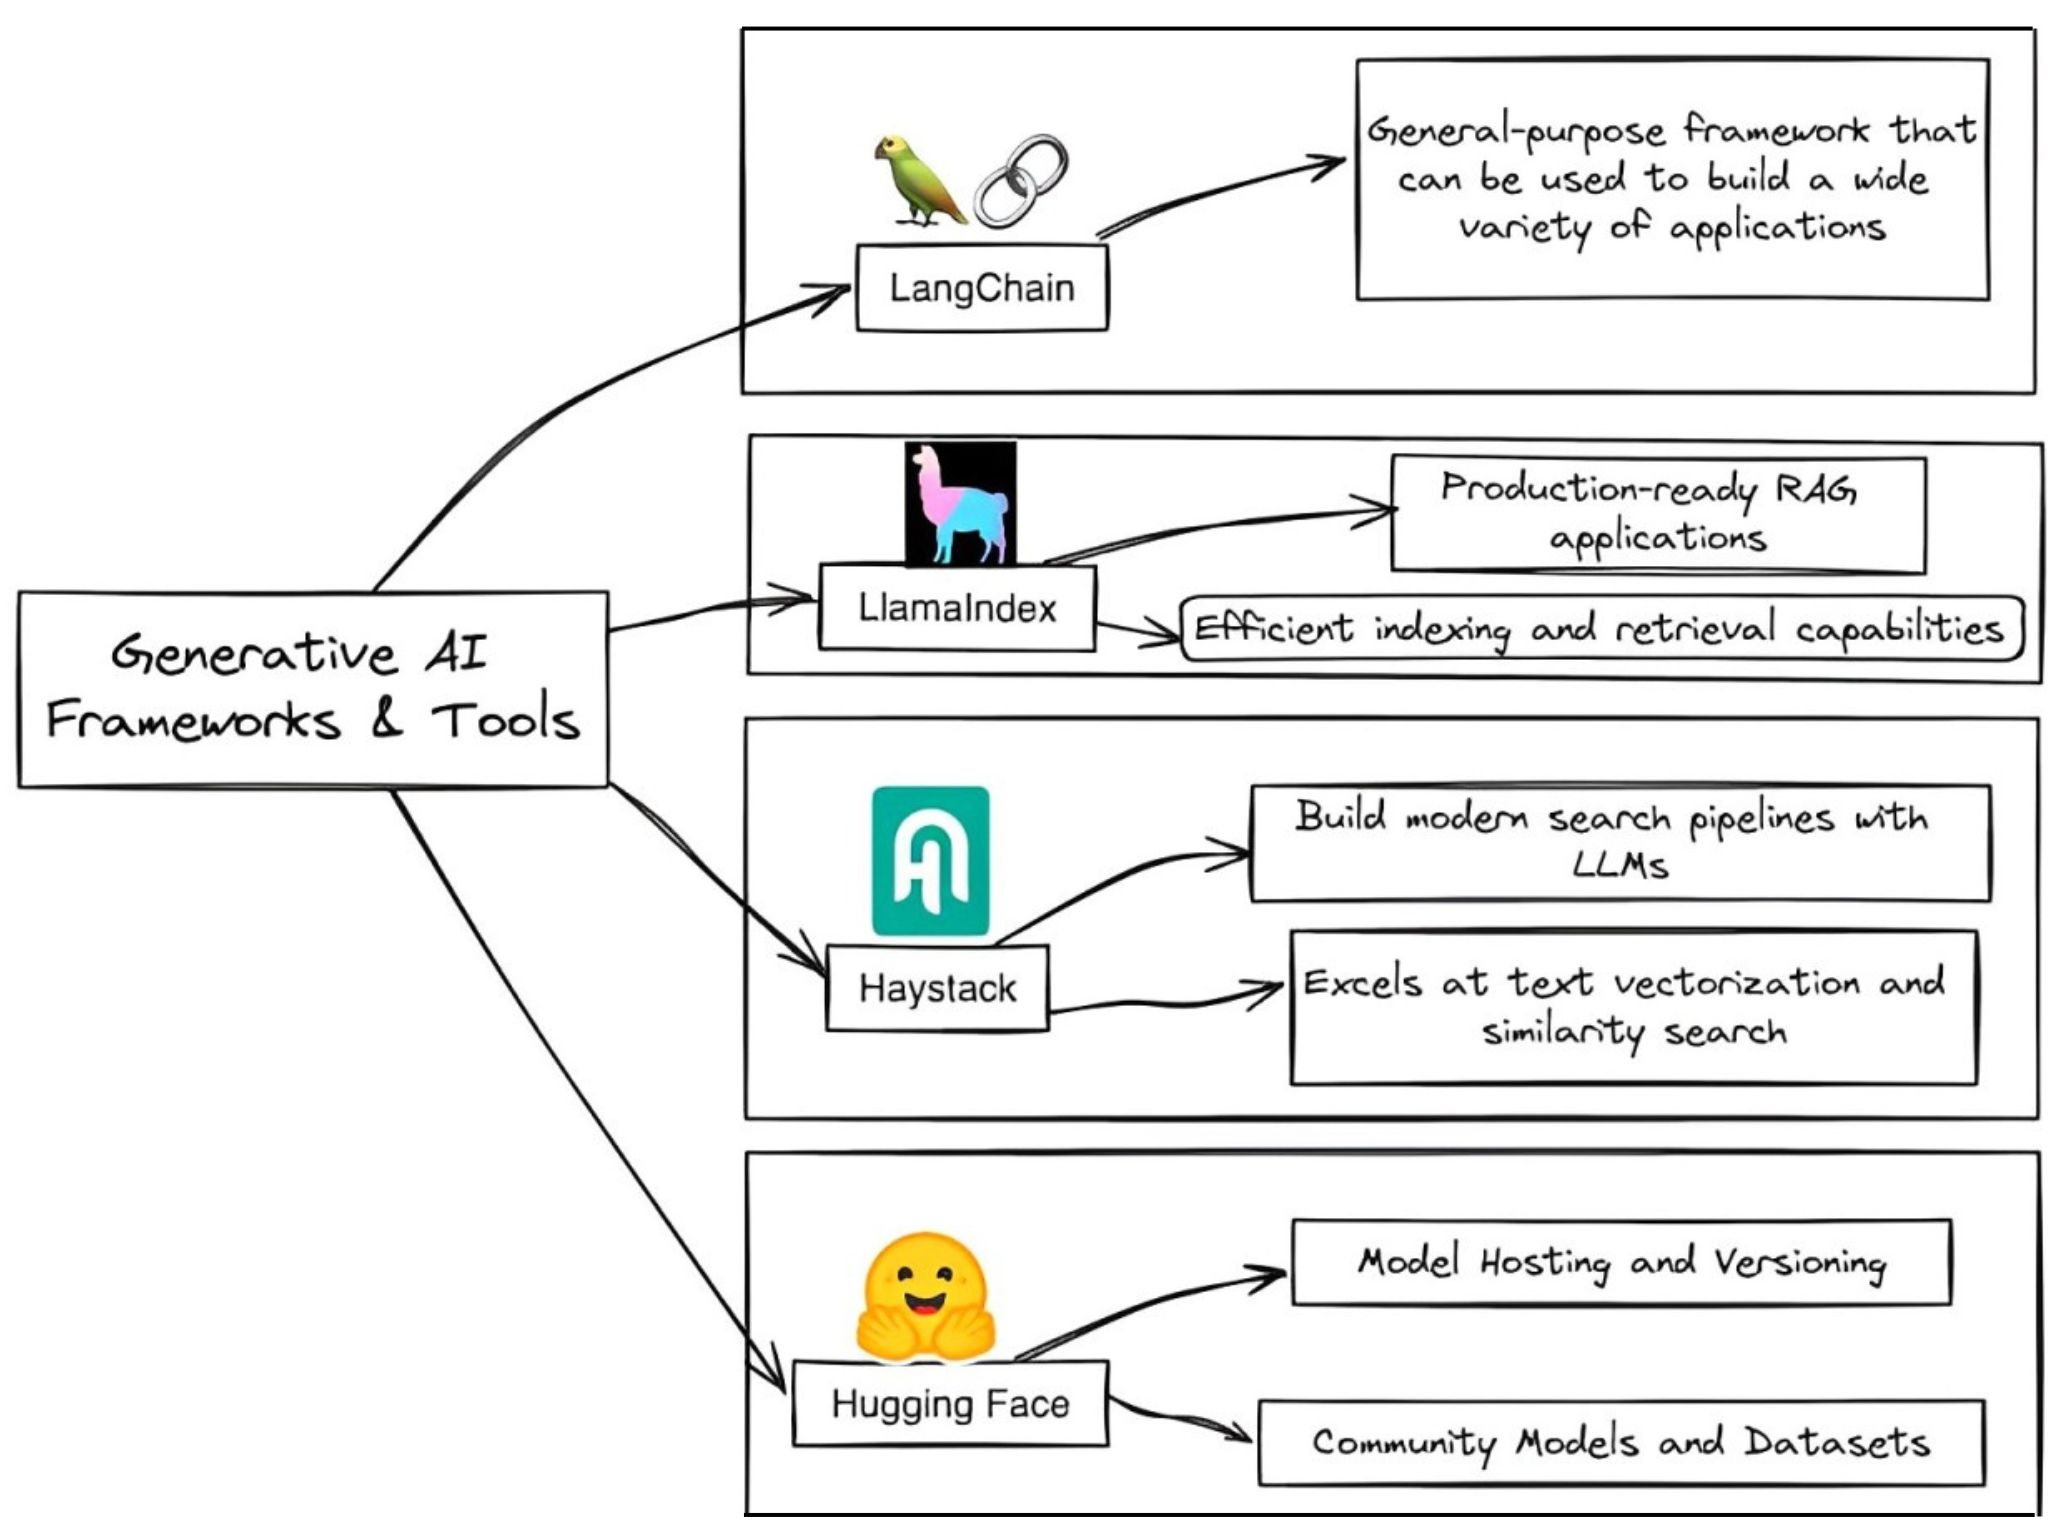 General-purpose framework that
can be used to build a wide
variety of applications
LangChain
Production-ready RAG
applications
LlamaIndex
Efficient indexing and retrieval capabilities
Generative AI
Frameworks & Tools
Build modern search pipelines with
LLMs
Haystack
Excels at text vectorization and
similarity search
Model Hosting and Versioning
Hugging Face
Community Models and Datasets